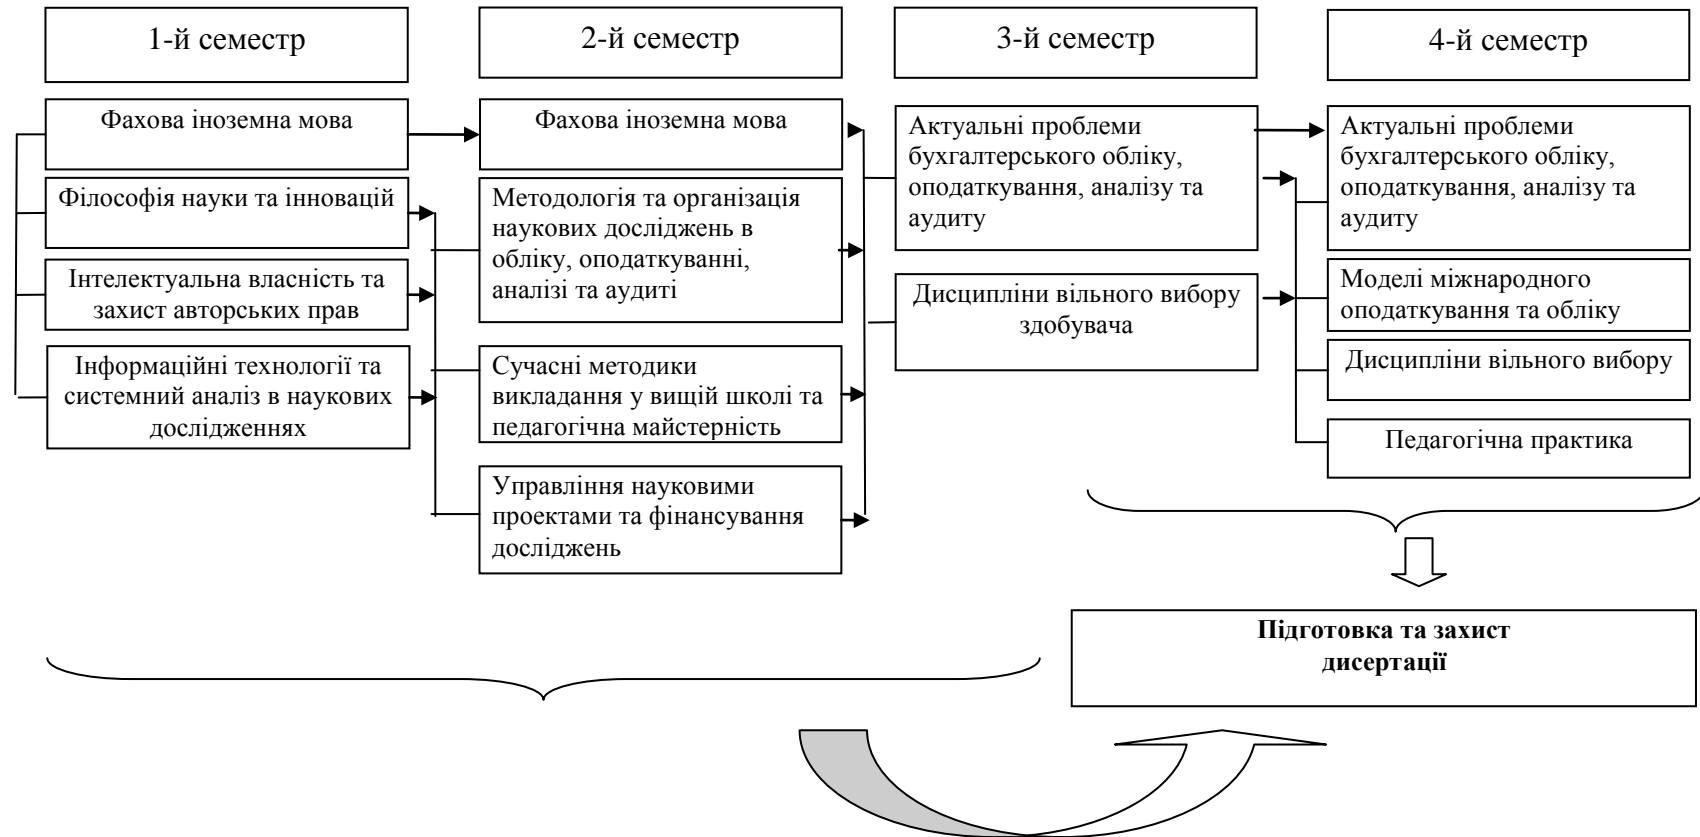 1-й семестр
2-й семестр
3-й семестр
4-й семестр
Фахова іноземна мова
Філософія науки та інновацій
Інтелектуальна власність та
захист авторських прав
Інформаційні технології та
системний аналіз в наукових
дослідженнях
Фахова іноземна мова
Методологія та організація
наукових досліджень в
обліку, оподаткуванні,
аналізі та аудиті
Сучасні методики
викладання у вищій школі та
педагогічна майстерність
Управління науковими
проектами та фінансування
досліджень
Актуальні проблеми
бухгалтерського обліку,
оподаткування, аналізу та
аудиту
Дисципліни вільного вибору
здобувача
Актуальні проблеми
бухгалтерського обліку,
оподаткування, аналізу та
аудиту
Моделі міжнародного
оподаткування та обліку
Дисципліни вільного вибору
Педагогічна практика
Підготовка та захист
дисертації